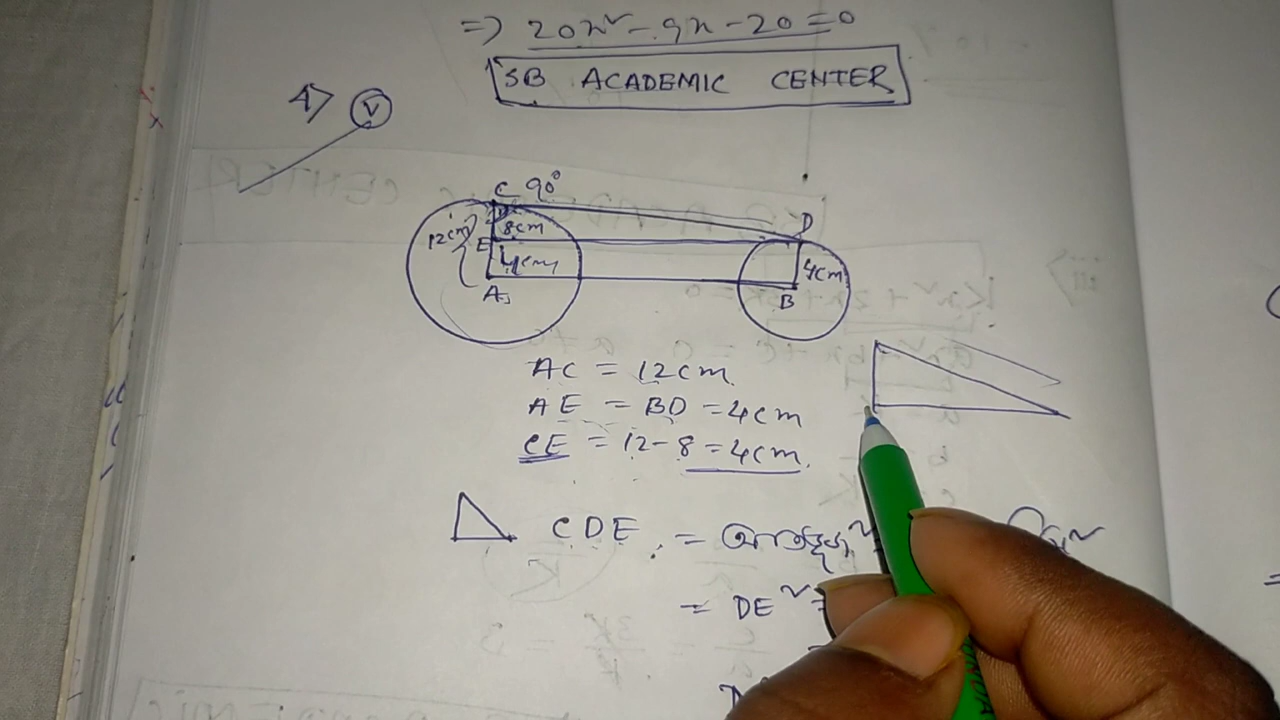 => 20x² - 9x - 20 = 0
SB ACADEMIC CENTER
4> V
C 90°
D
12cm
8cm
E
4cm
4cm
A
B
AC = 12cm
AE = BD = 4cm
CE = 12-8 = 4cm
CDE =
= DE² =